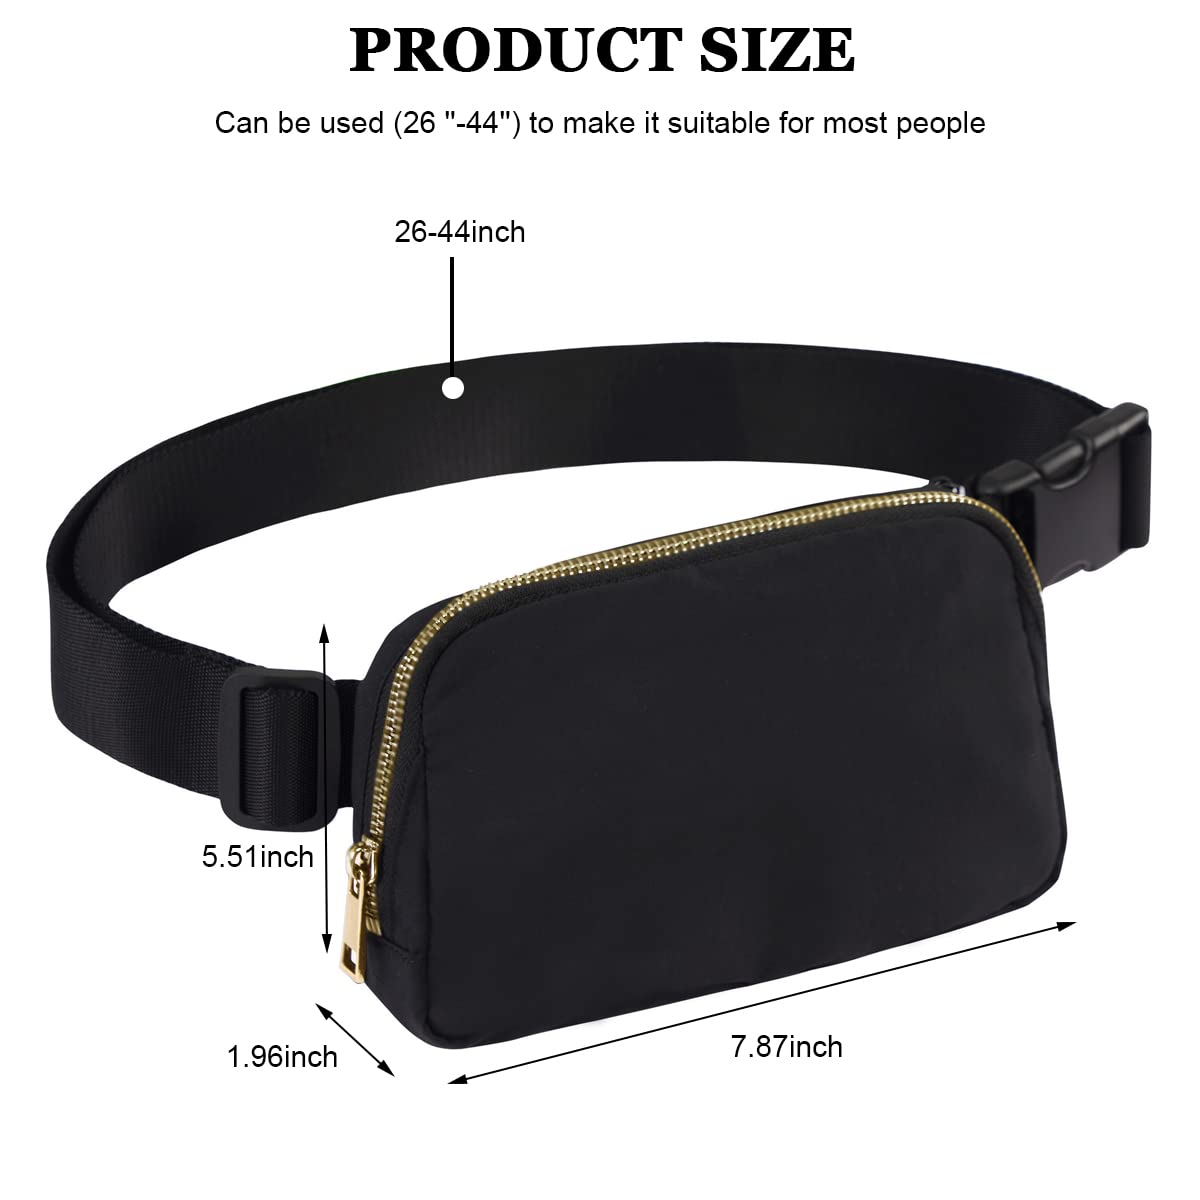 PRODUCT SIZE
Can be used (26 "-44") to make it suitable for most people
26-44inch
5.51inch
1.96inch
7.87inch